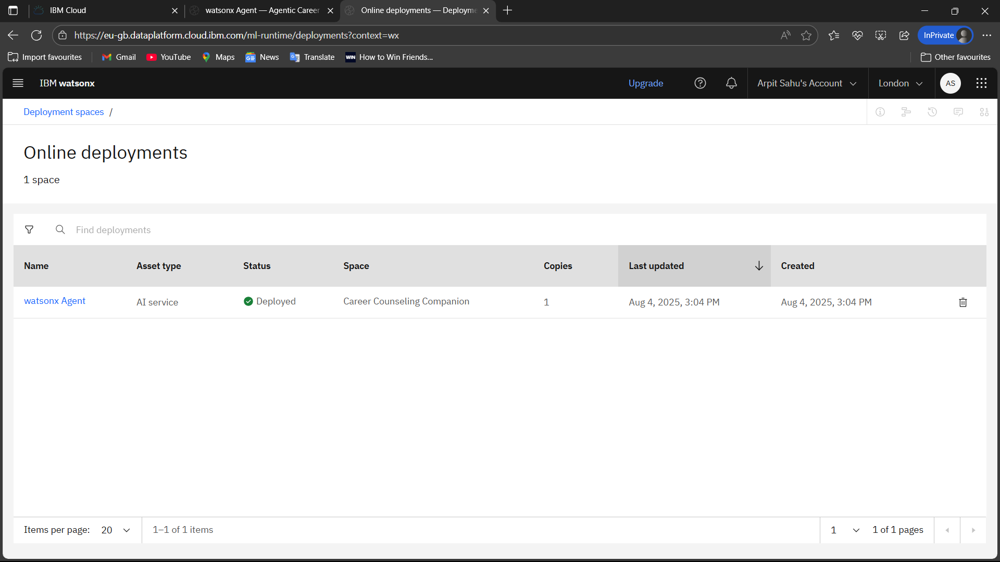 IBM Cloud
watsonx Agent — Agentic Career
Online deployments — Deployme
https://eu-gb.dataplatform.cloud.ibm.com/ml-runtime/deployments?context=wx
InPrivate
Import favourites
Gmail
YouTube
Maps
News
Translate
WIN How to Win Friends...
Other favourites
IBM watsonx
Upgrade
Arpit Sahu's Account
London
AS
Deployment spaces /
Online deployments
1 space
Find deployments
Name Asset type Status Space Copies Last updated Created
watsonx Agent AI service Deployed Career Counseling Companion 1 Aug 4, 2025, 3:04 PM Aug 4, 2025, 3:04 PM
Items per page: 20 1–1 of 1 items 1 1 of 1 pages